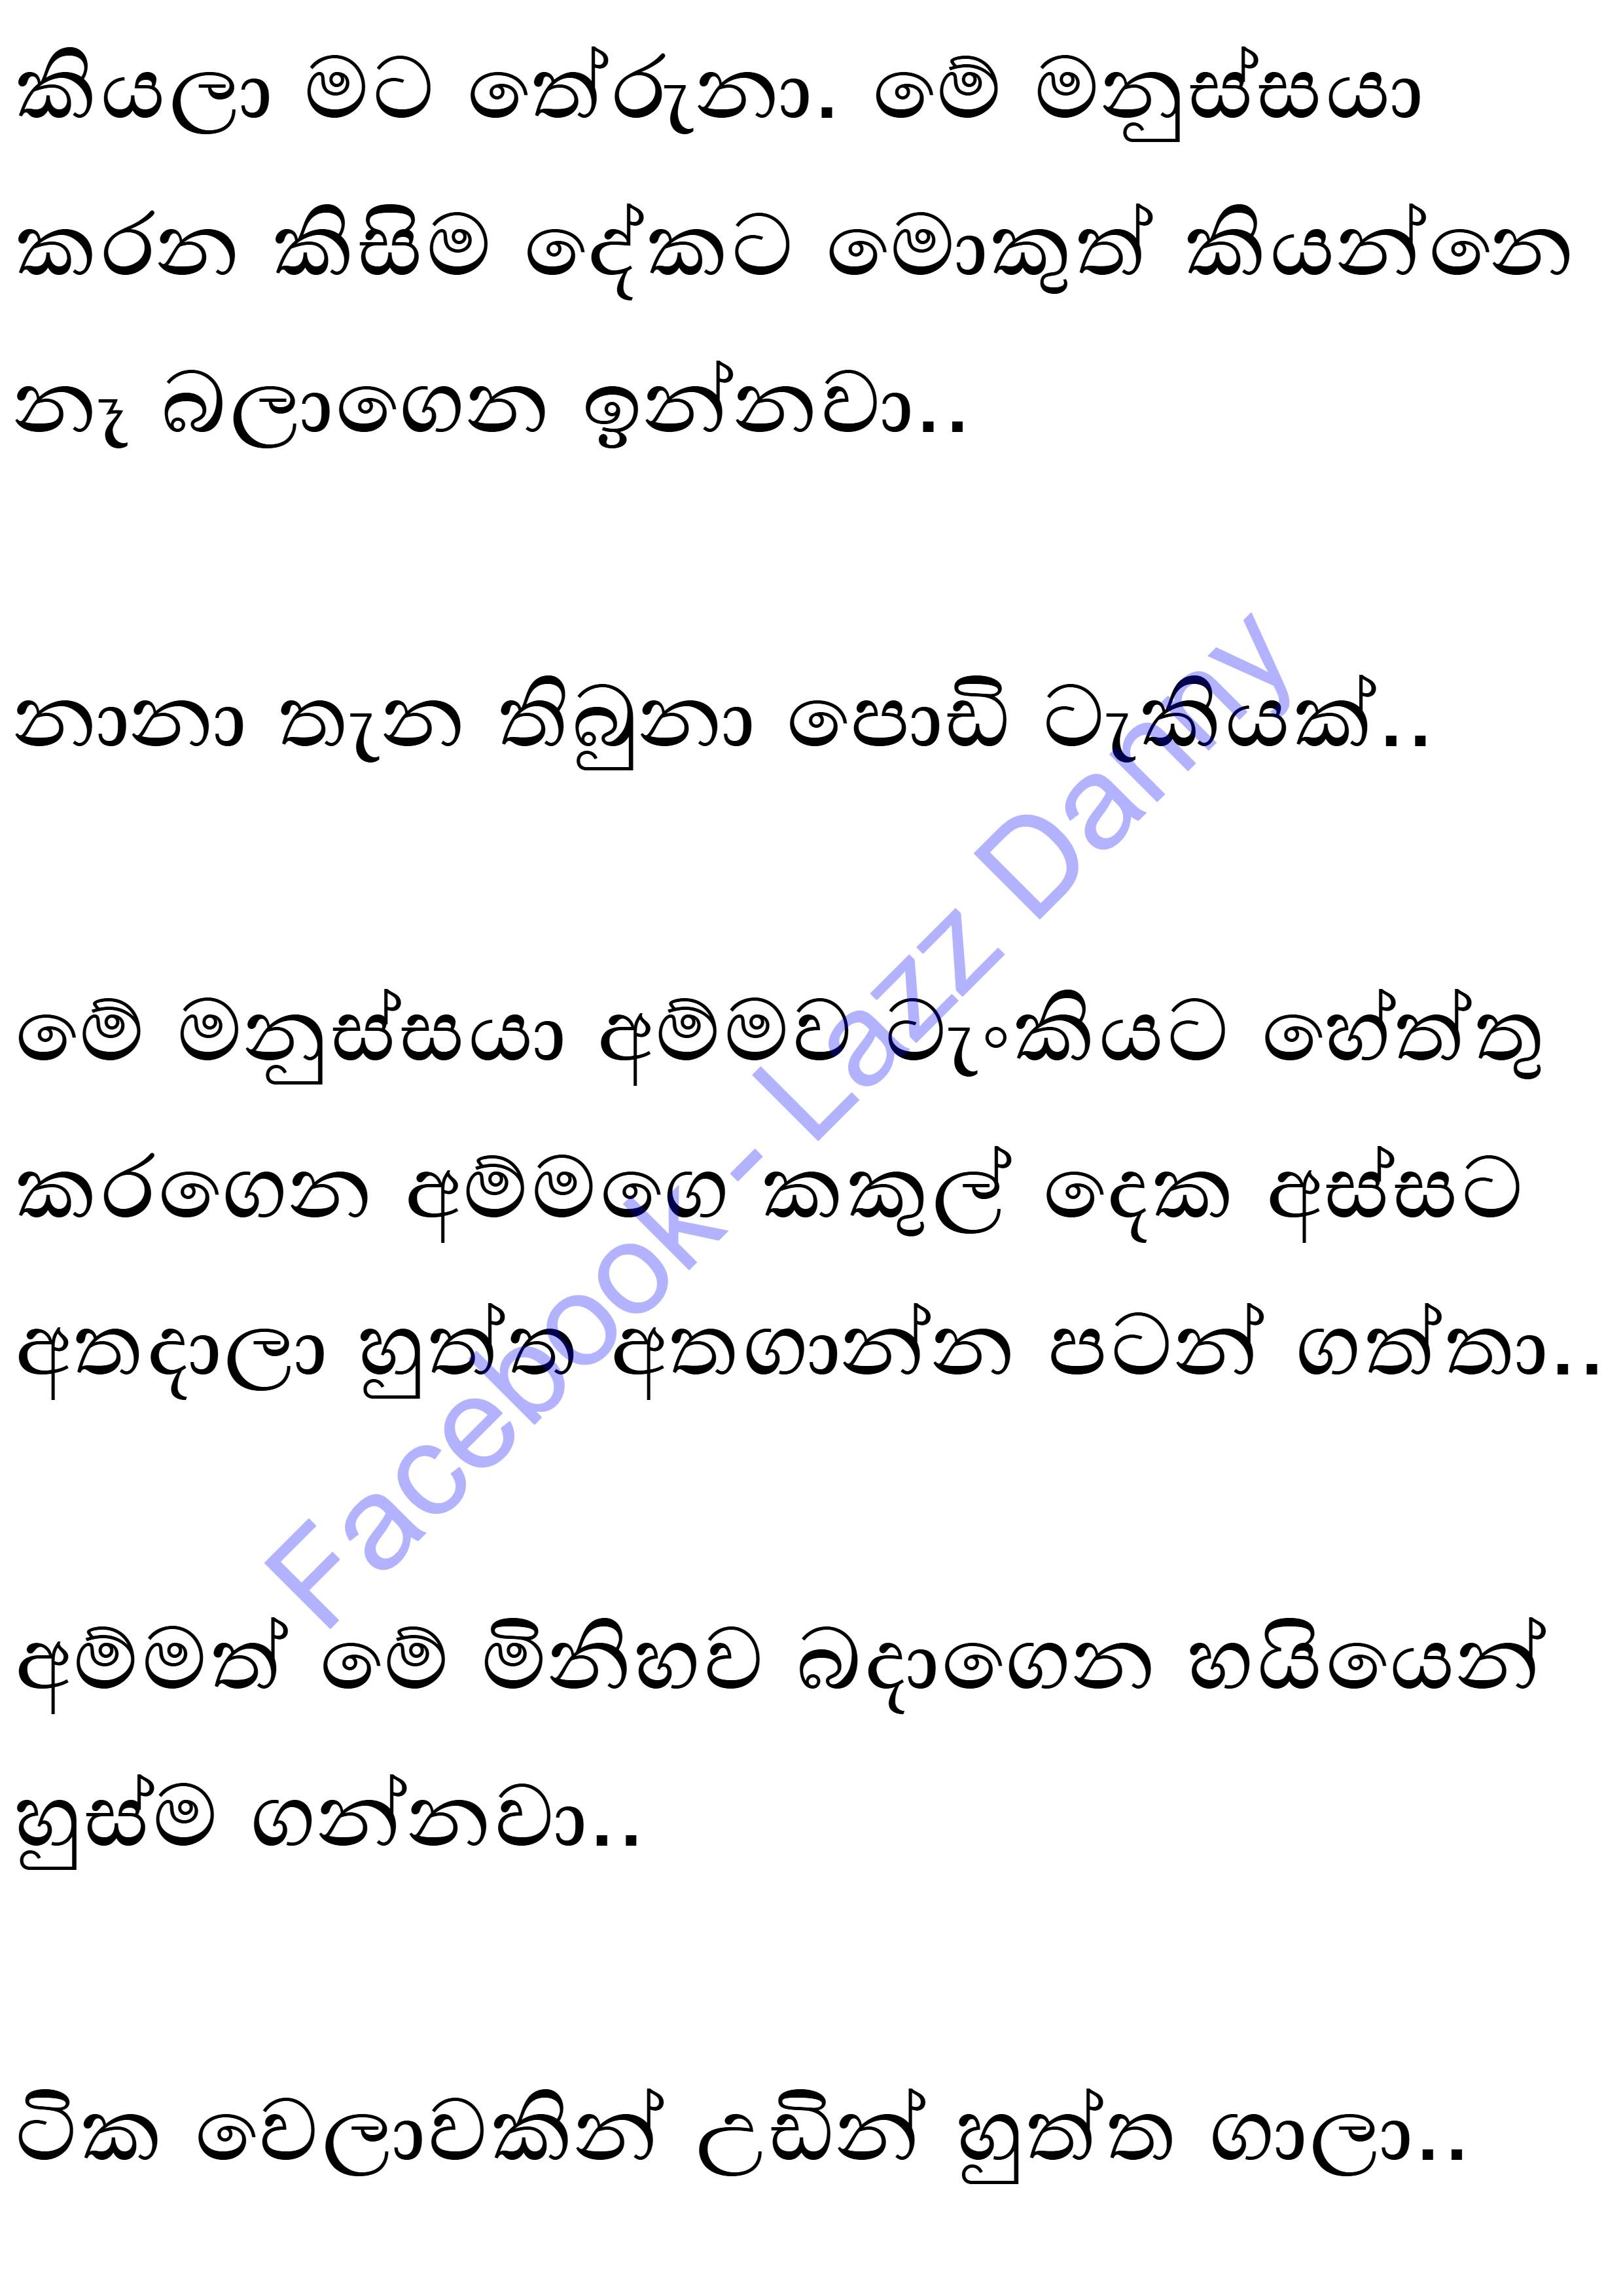 කියලා මට තේරුනා. මේ මනුස්සයා
කරන කිසිම දේකට මොකුත් කියන්නෙ
නෑ බලාගෙන ඉන්නවා..
නානා තැන තිබුනා පොඩි ටැකියක්..
මේ මනුස්සයා අම්මව ටැංකියට හේත්තු
කරගෙන අම්මගෙ කකුල් දෙක අස්සට
අතදාලා හුත්ත අතගාන්න පටන් ගත්තා..
අම්මත් මේ මිනිහව බදාගෙන හයියෙන්
හුස්ම ගන්නවා..
ටික වෙලාවකින් උඩින් හුත්ත ගාලා..
Facebook - Lazz Dammy